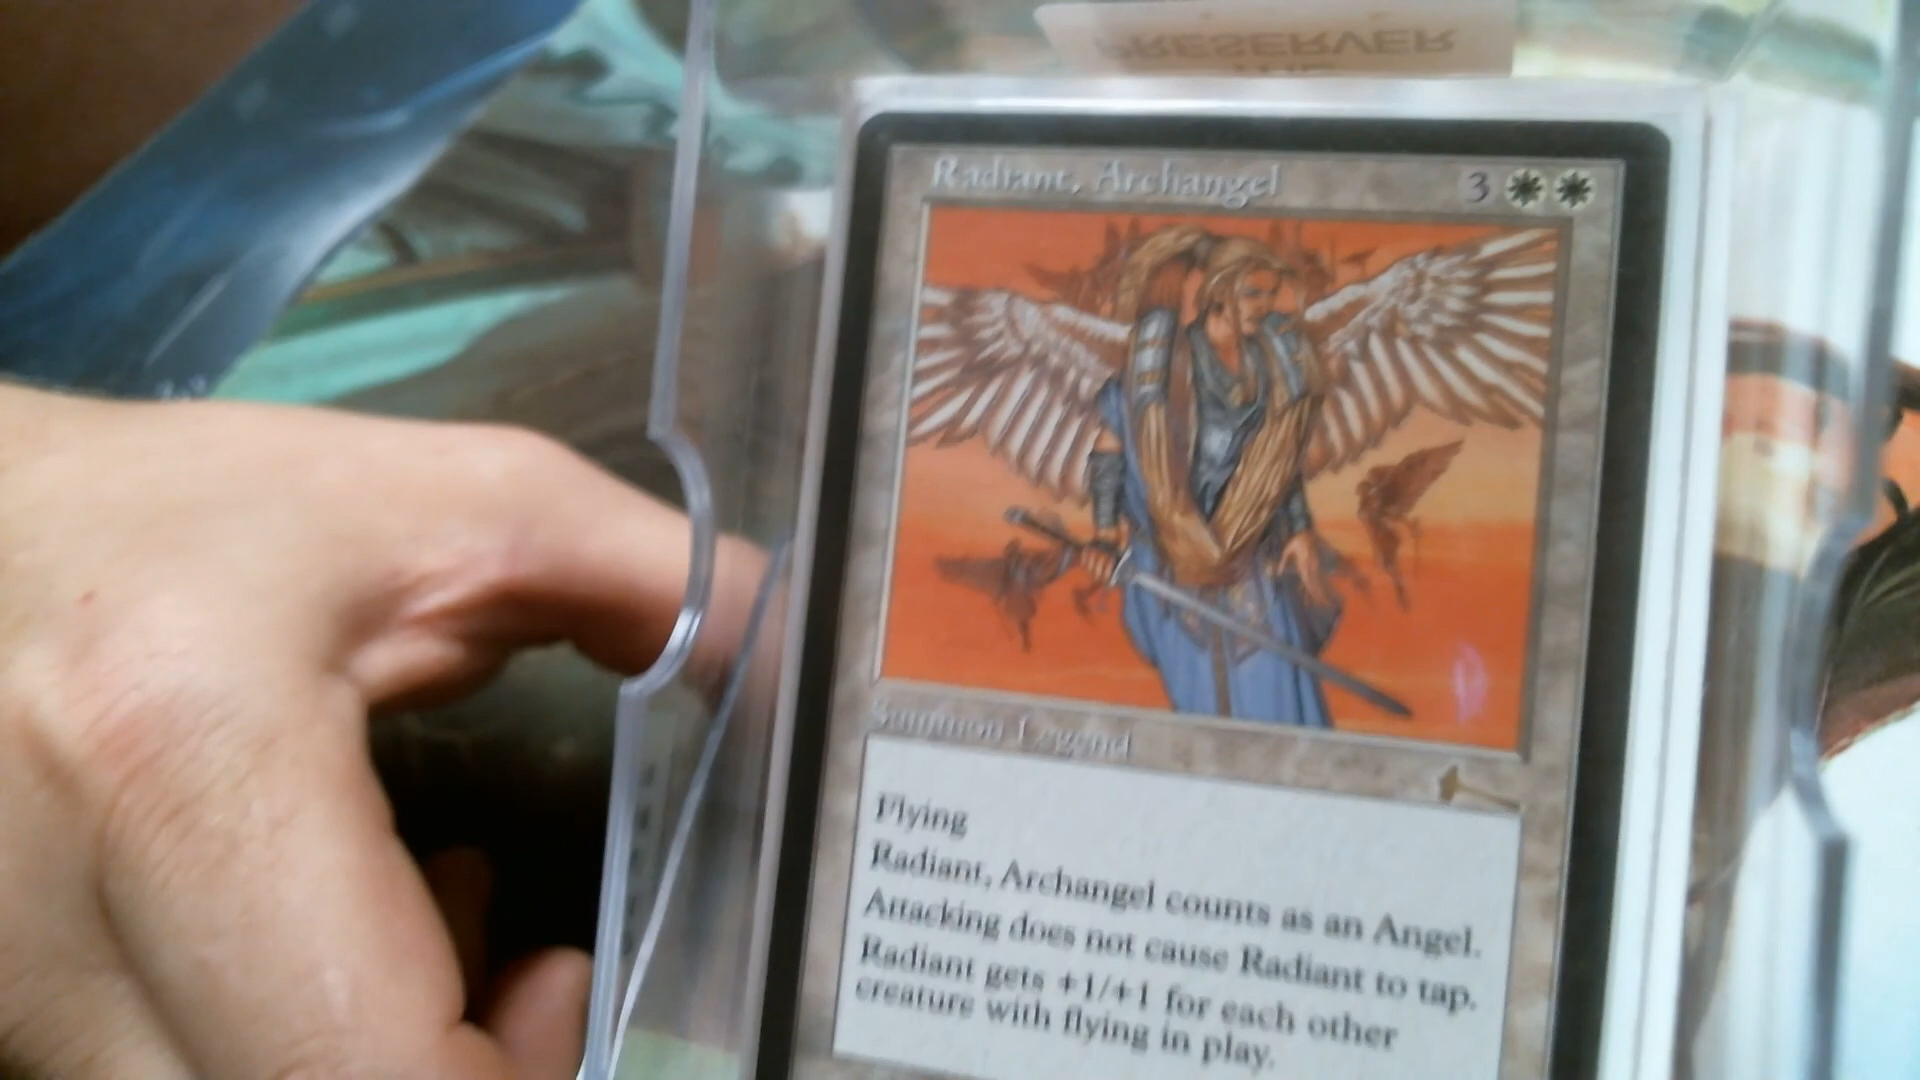 PRESERVER
Radiant, Archangel 3
Summon Legend
Flying
Radiant, Archangel counts as an Angel.
Attacking does not cause Radiant to tap.
Radiant gets +1/+1 for each other
creature with flying in play.